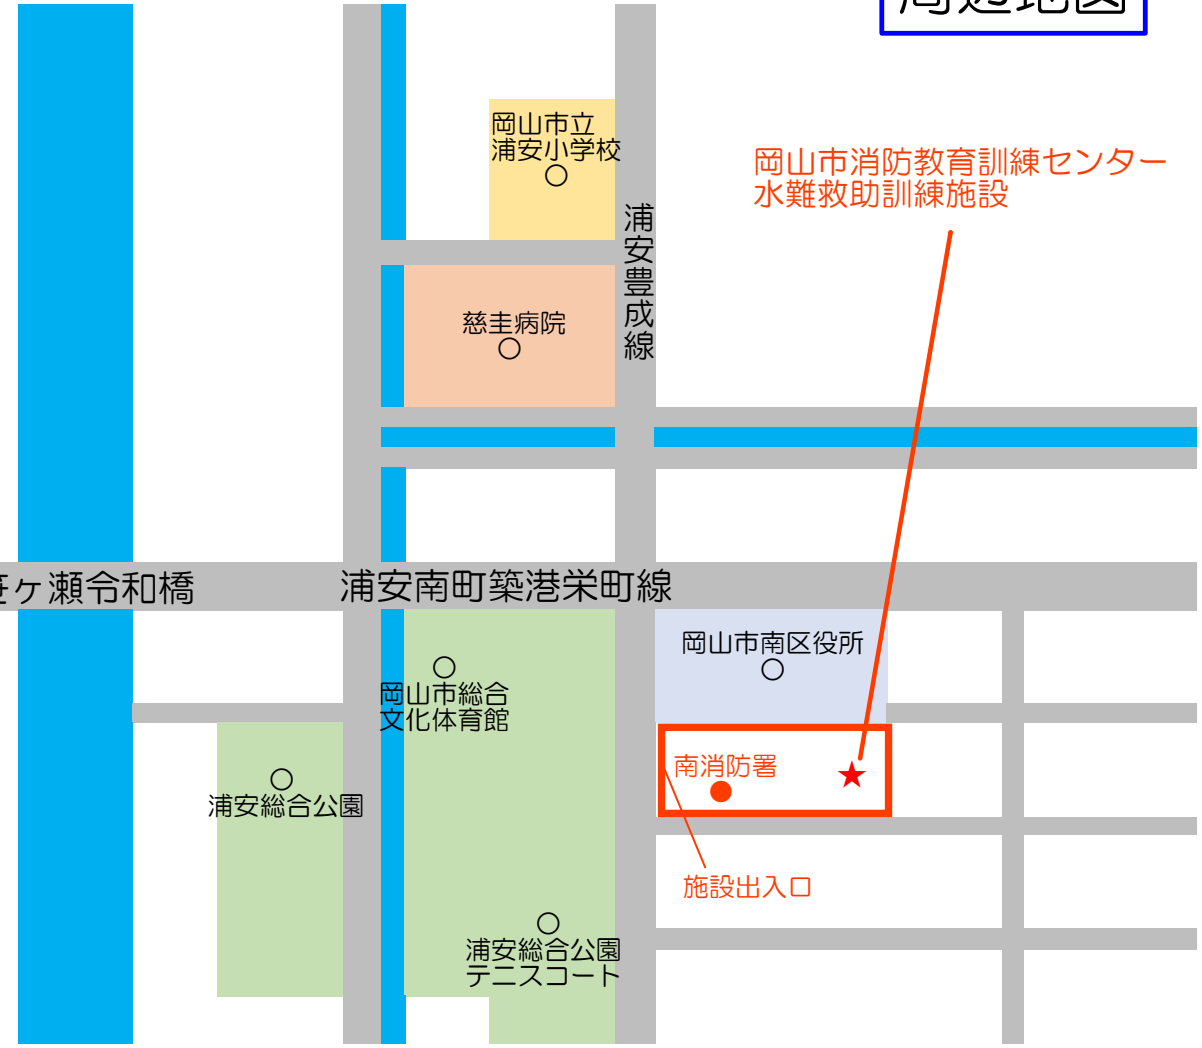 周辺地図
岡山市立
浦安小学校
岡山市消防教育訓練センター
水難救助訓練施設
浦安豊成線
慈圭病院
笹ヶ瀬令和橋
浦安南町築港栄町線
岡山市南区役所
岡山市総合
文化体育館
南消防署
浦安総合公園
施設出入口
浦安総合公園
テニスコート